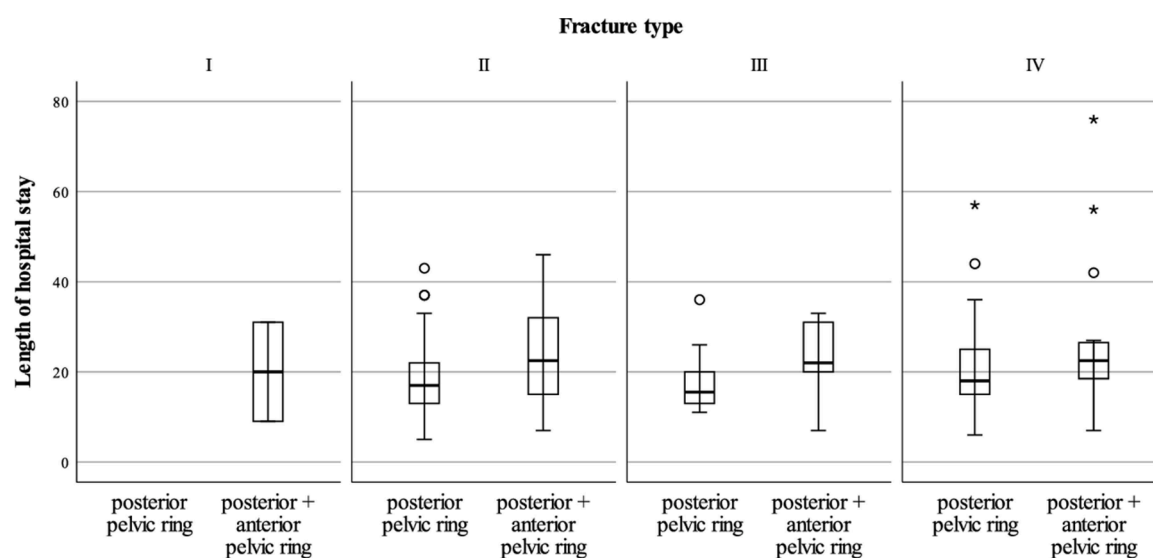 Fracture type
I II III IV
Length of hospital stay
80
60
40
20
0
posterior pelvic ring
posterior + anterior pelvic ring
posterior pelvic ring
posterior + anterior pelvic ring
posterior pelvic ring
posterior + anterior pelvic ring
posterior pelvic ring
posterior + anterior pelvic ring